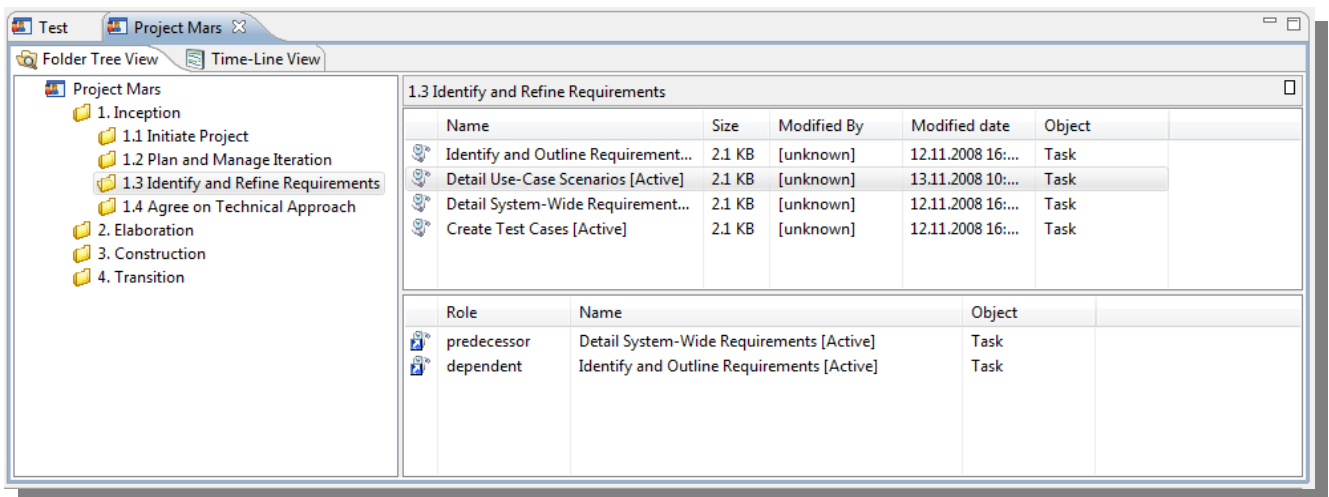 Test Project Mars
Folder Tree View Time-Line View
Project Mars
1. Inception
1.1 Initiate Project
1.2 Plan and Manage Iteration
1.3 Identify and Refine Requirements
1.4 Agree on Technical Approach
2. Elaboration
3. Construction
4. Transition
1.3 Identify and Refine Requirements
Name Size Modified By Modified date Object
Identify and Outline Requirement... 2.1 KB [unknown] 12.11.2008 16:... Task
Detail Use-Case Scenarios [Active] 2.1 KB [unknown] 13.11.2008 10:... Task
Detail System-Wide Requirement... 2.1 KB [unknown] 12.11.2008 16:... Task
Create Test Cases [Active] 2.1 KB [unknown] 12.11.2008 16:... Task
Role Name Object
predecessor Detail System-Wide Requirements [Active] Task
dependent Identify and Outline Requirements [Active] Task